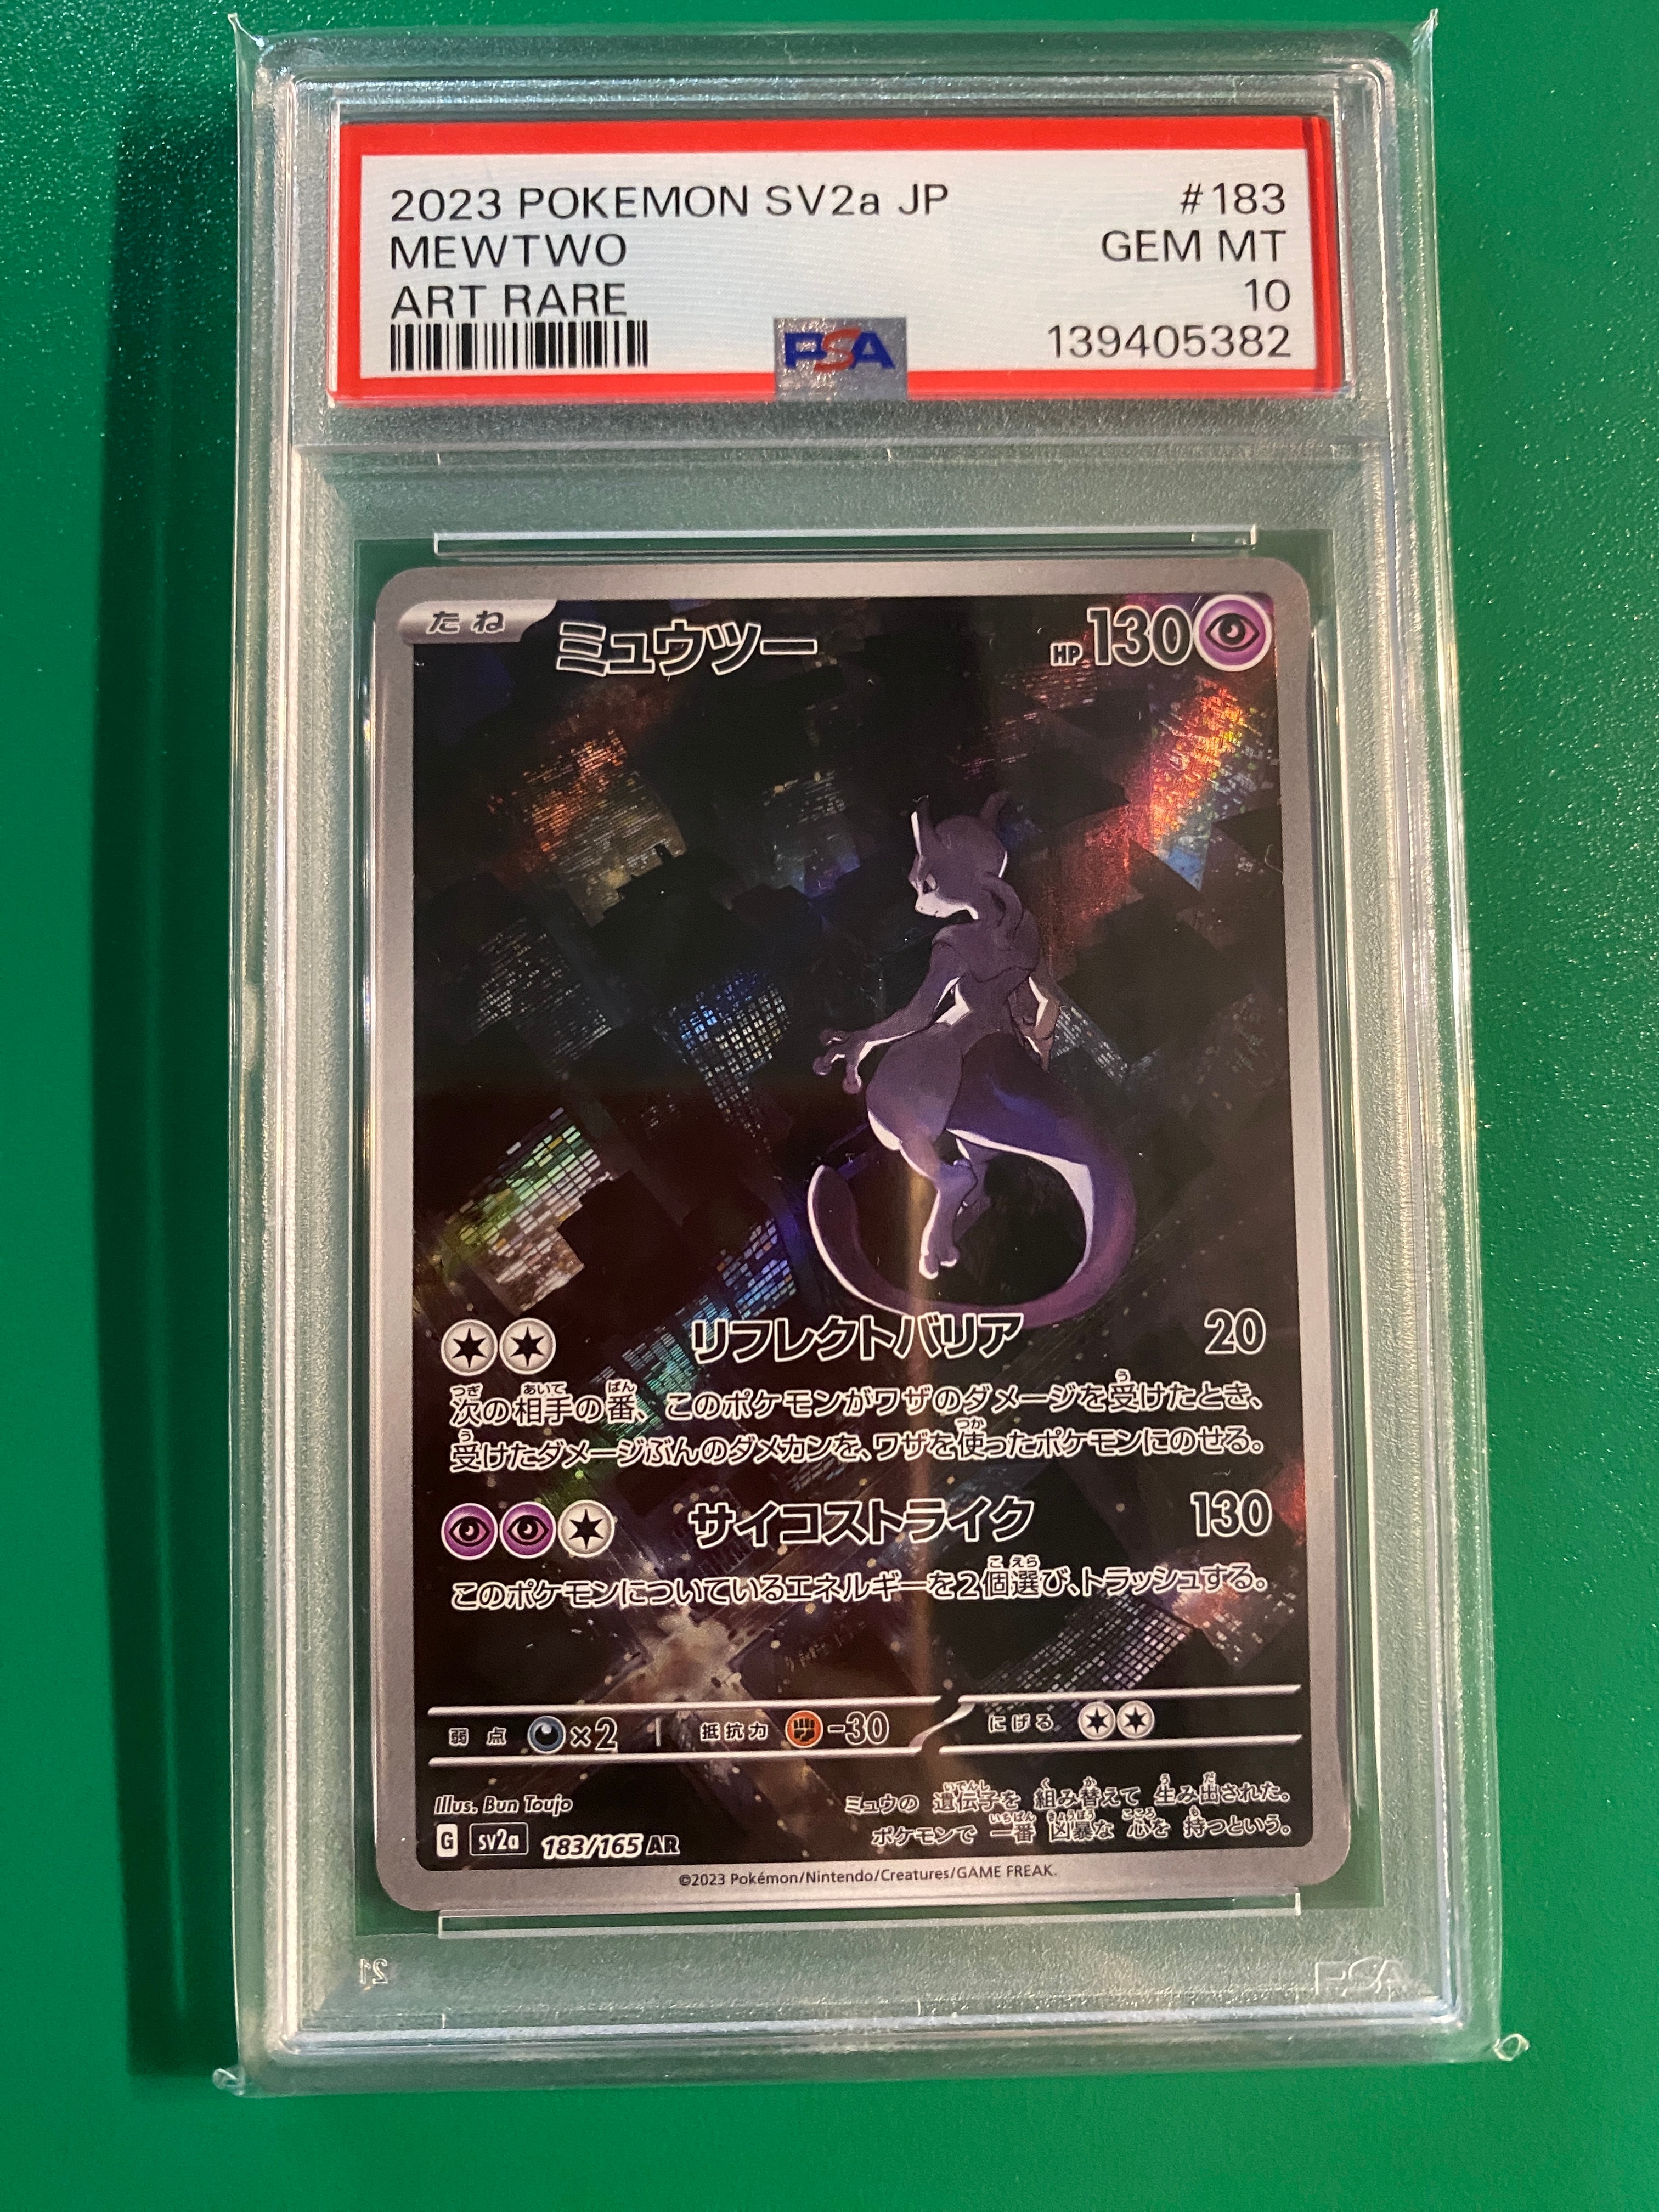 2023 POKEMON SV2a JP #183
MEWTWO GEM MT
ART RARE 10
PSA 139405382
たね ミュウツー HP 130
リフレクトバリア 20
次の相手の番、このポケモンがワザのダメージを受けたとき、
受けたダメージぶんのダメカンを、ワザを使ったポケモンにのせる。
サイコストライク 130
このポケモンについているエネルギーを2個選び、トラッシュする。
弱点 ×2 抵抗力 -30 にげる
Illus. Bun Toujo
ミュウの 遺伝子を 組み替えて 生み出された。
ポケモンで 一番 凶暴な 心を 持つという。
G sv2a 183/165 AR
©2023 Pokémon/Nintendo/Creatures/GAME FREAK.
21 PSA